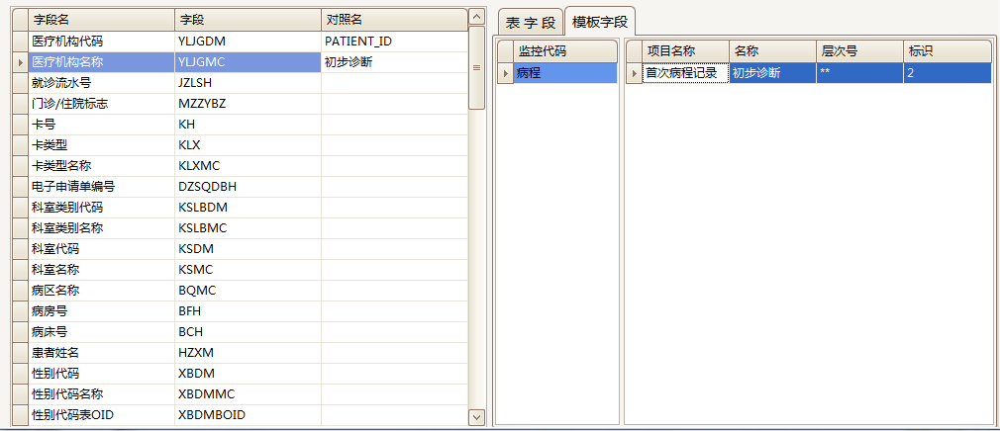 字段名 字段 对照名
医疗机构代码 YLJGDM PATIENT_ID
医疗机构名称 YLJGMC 初步诊断
就诊流水号 JZLSH
门诊/住院标志 MZZYBZ
卡号 KH
卡类型 KLX
卡类型名称 KLXMC
电子申请单编号 DZSQDBH
科室类别代码 KSLBDM
科室类别名称 KSLBMC
科室代码 KSDM
科室名称 KSMC
病区名称 BQMC
病房号 BFH
病床号 BCH
患者姓名 HZXM
性别代码 XBDM
性别代码名称 XBDMMC
性别代码表OID XBDMBOID
表 字 段 模板字段
监控代码
病程
项目名称 名称 层次号 标识
首次病程记录 初步诊断 ** 2